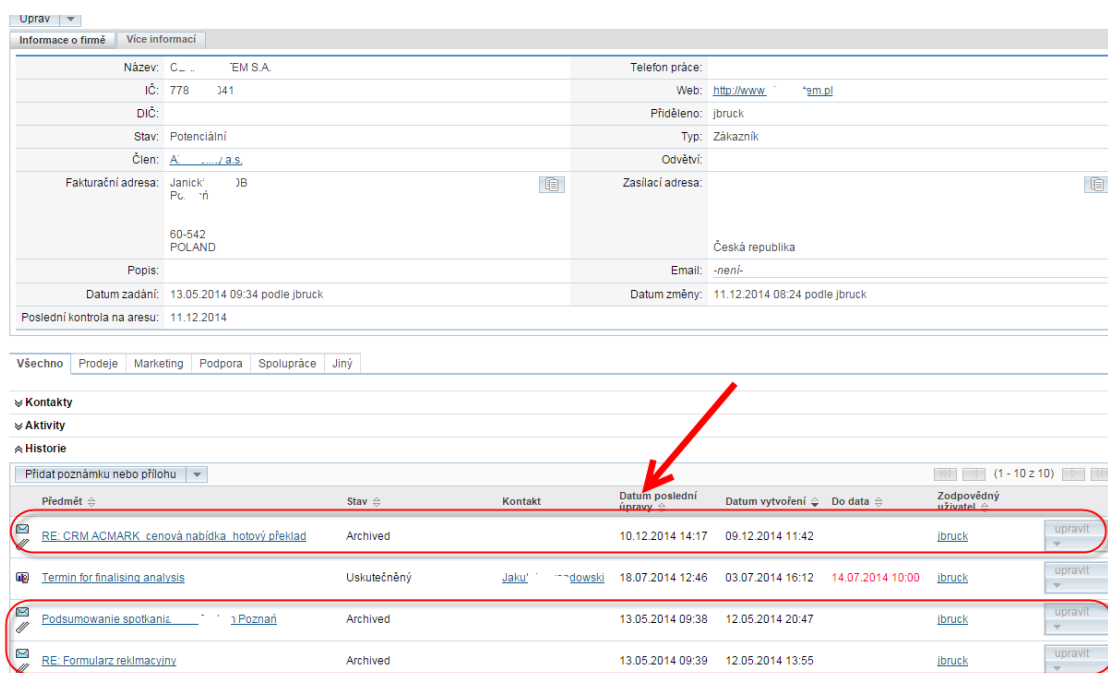 Uprav
Informace o firmě Více informací
Název: EM S.A. Telefon práce:
IČ: 778 041 Web: http://www. em.pl
DIČ: Přiděleno: jbruck
Stav: Potenciální Typ: Zákazník
Člen: a.s. Odvětví:
Fakturační adresa: Zasílací adresa:
60-542
POLAND Česká republika
Popis: Email: -není-
Datum zadání: 13.05.2014 09:34 podle jbruck Datum změny: 11.12.2014 08:24 podle jbruck
Poslední kontrola na aresu: 11.12.2014
Všechno Prodeje Marketing Podpora Spolupráce Jiný
Kontakty
Aktivity
Historie
Přidat poznámku nebo přílohu (1 - 10 z 10)
Předmět Stav Kontakt Datum poslední úpravy Datum vytvoření Do data Zodpovědný uživatel
RE: CRM ACMARK cenová nabídka hotový překlad Archived 10.12.2014 14:17 09.12.2014 11:42 jbruck upravit
Termin for finalising analysis Uskutečněný 18.07.2014 12:46 03.07.2014 16:12 14.07.2014 10:00 jbruck upravit
Podsumowanie spotkania Poznań Archived 13.05.2014 09:38 12.05.2014 20:47 jbruck upravit
RE: Formularz reklmacyjny Archived 13.05.2014 09:39 12.05.2014 13:55 jbruck upravit